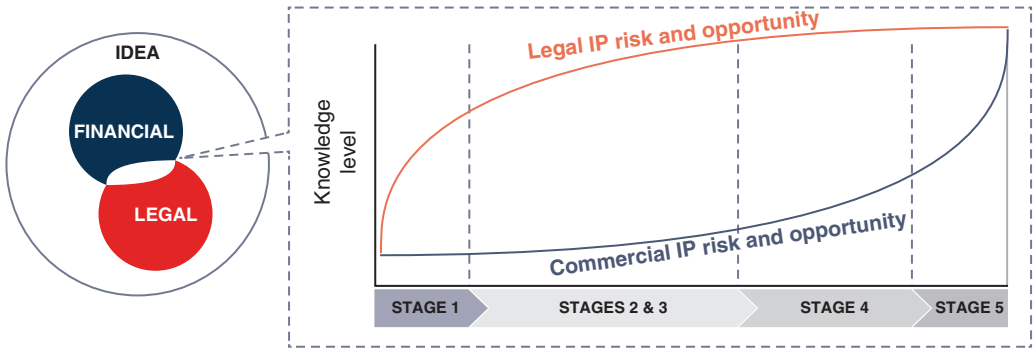 IDEA
FINANCIAL
LEGAL
Knowledge
level
Legal IP risk and opportunity
Commercial IP risk and opportunity
STAGE 1
STAGES 2 & 3
STAGE 4
STAGE 5